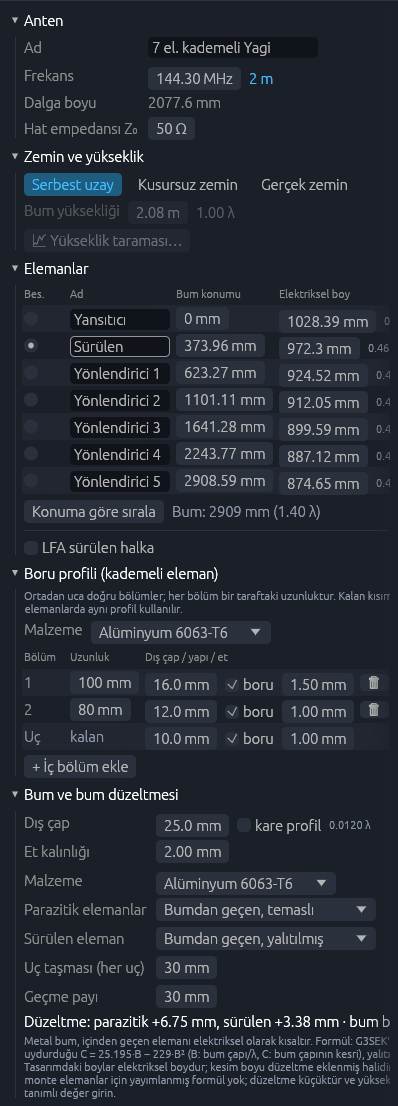 Anten
Ad 7 el. kademeli Yagi
Frekans 144.30 MHz 2 m
Dalga boyu 2077.6 mm
Hat empedansı Z₀ 50 Ω
Zemin ve yükseklik
Serbest uzay Kusursuz zemin Gerçek zemin
Bum yüksekliği 2.08 m 1.00 λ
Yükseklik taraması...
Elemanlar
Bes. Ad Bum konumu Elektriksel boy
Yansıtıcı 0 mm 1028.39 mm 0
Sürülen 373.96 mm 972.3 mm 0.46
Yönlendirici 1 623.27 mm 924.52 mm 0.4
Yönlendirici 2 1101.11 mm 912.05 mm 0.4
Yönlendirici 3 1641.28 mm 899.59 mm 0.4
Yönlendirici 4 2243.77 mm 887.12 mm 0.4
Yönlendirici 5 2908.59 mm 874.65 mm 0.4
Konuma göre sırala Bum: 2909 mm (1.40 λ)
LFA sürülen halka
Boru profili (kademeli eleman)
Ortadan uca doğru bölümler; her bölüm bir taraftaki uzunluktur. Kalan kısım
elemanlarda aynı profil kullanılır.
Malzeme Alüminyum 6063-T6
Bölüm Uzunluk Dış çap / yapı / et
1 100 mm 16.0 mm boru 1.50 mm
2 80 mm 12.0 mm boru 1.00 mm
Uç kalan 10.0 mm boru 1.00 mm
+ İç bölüm ekle
Bum ve bum düzeltmesi
Dış çap 25.0 mm kare profil 0.0120 λ
Et kalınlığı 2.00 mm
Malzeme Alüminyum 6063-T6
Parazitik elemanlar Bumdan geçen, temaslı
Sürülen eleman Bumdan geçen, yalıtılmış
Uç taşması (her uç) 30 mm
Geçme payı 30 mm
Düzeltme: parazitik +6.75 mm, sürülen +3.38 mm · bum b
Metal bum, içinden geçen elemanı elektriksel olarak kısaltır. Formül: G3SEK'
uydurduğu C = 25.195·B − 229·B² (B: bum çapı/λ, C: bum çapının kesri), yalıt
Tasarımdaki boylar elektriksel boydur; kesim boyu düzeltme eklenmiş halidir
monte elemanlar için yayımlanmış formül yok; düzeltme küçüktür ve yüksek
tanımlı değer girin.